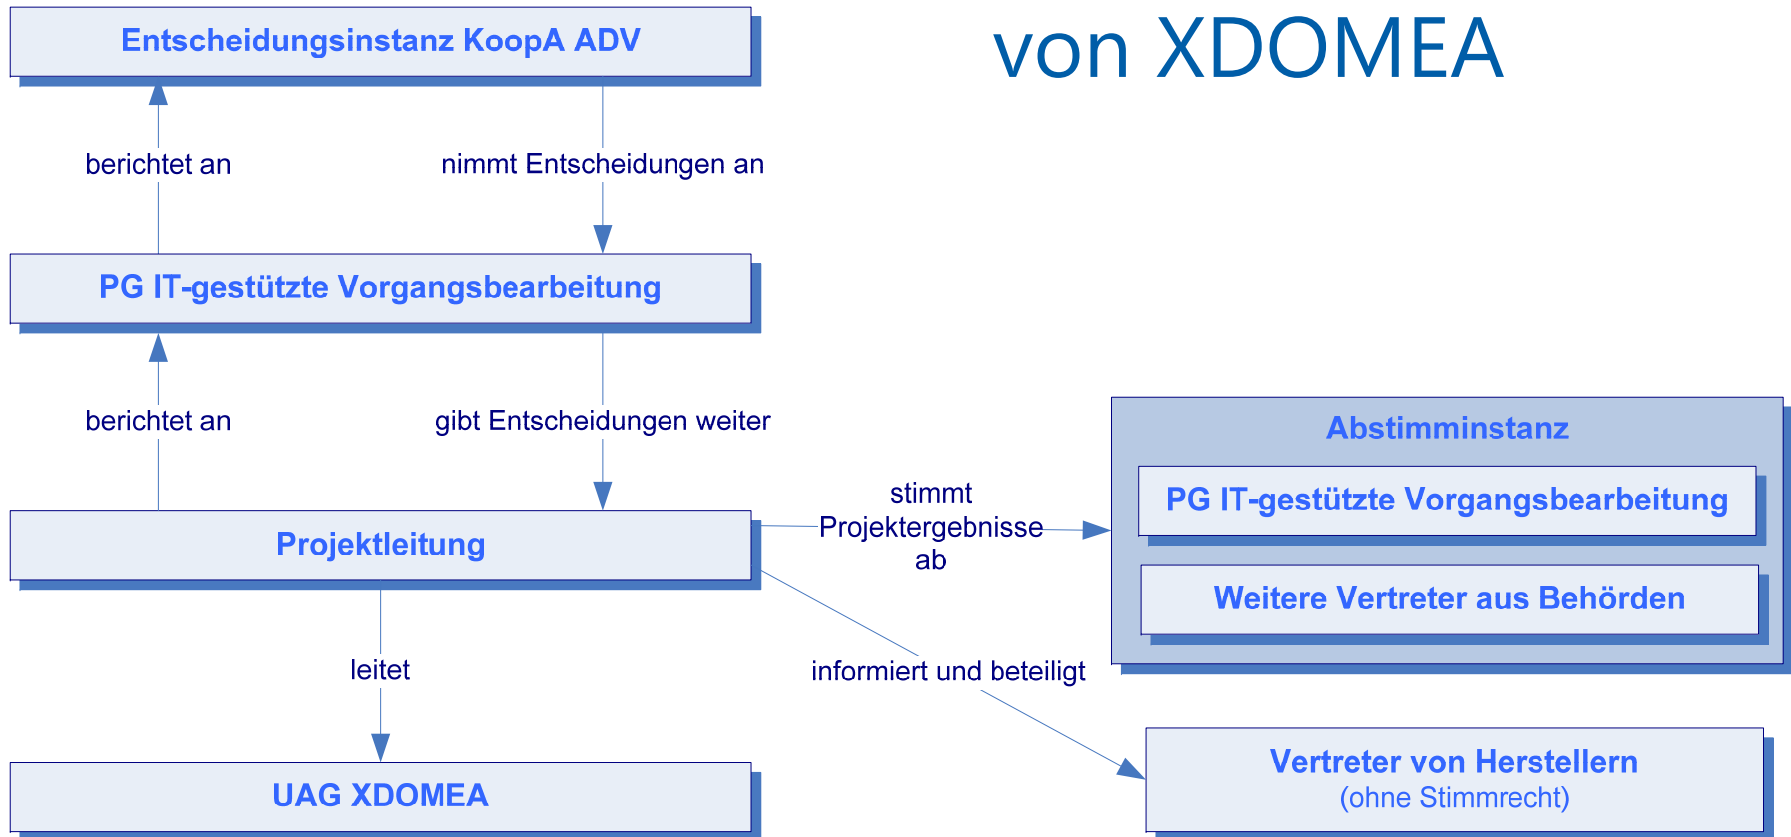 von XDOMEA
Entscheidungsinstanz KoopA ADV
berichtet an
nimmt Entscheidungen an
PG IT-gestützte Vorgangsbearbeitung
berichtet an
gibt Entscheidungen weiter
Projektleitung
stimmt
Projektergebnisse
ab
Abstimminstanz
PG IT-gestützte Vorgangsbearbeitung
Weitere Vertreter aus Behörden
leitet
informiert und beteiligt
UAG XDOMEA
Vertreter von Herstellern
(ohne Stimmrecht)